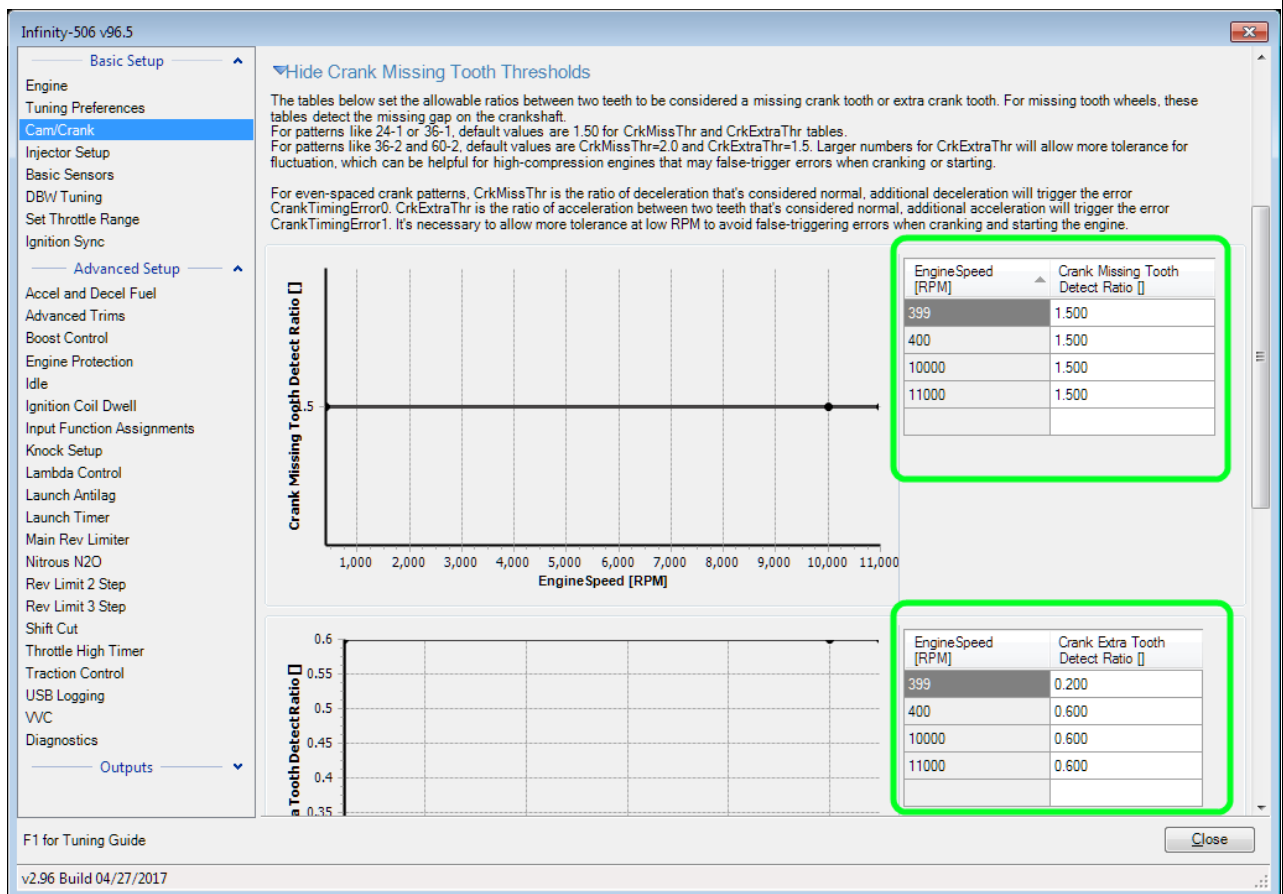 Infinity-506 v96.5
Basic Setup
Engine
Tuning Preferences
Cam/Crank
Injector Setup
Basic Sensors
DBW Tuning
Set Throttle Range
Ignition Sync
Advanced Setup
Accel and Decel Fuel
Advanced Trims
Boost Control
Engine Protection
Idle
Ignition Coil Dwell
Input Function Assignments
Knock Setup
Lambda Control
Launch Antilag
Launch Timer
Main Rev Limiter
Nitrous N2O
Rev Limit 2 Step
Rev Limit 3 Step
Shift Cut
Throttle High Timer
Traction Control
USB Logging
VVC
Diagnostics
Outputs
Hide Crank Missing Tooth Thresholds
The tables below set the allowable ratios between two teeth to be considered a missing crank tooth or extra crank tooth. For missing tooth wheels, these
tables detect the missing gap on the crankshaft.
For patterns like 24-1 or 36-1, default values are 1.50 for CrkMissThr and CrkExtraThr tables.
For patterns like 36-2 and 60-2, default values are CrkMissThr=2.0 and CrkExtraThr=1.5. Larger numbers for CrkExtraThr will allow more tolerance for
fluctuation, which can be helpful for high-compression engines that may false-trigger errors when cranking or starting.
For even-spaced crank patterns, CrkMissThr is the ratio of deceleration that's considered normal, additional deceleration will trigger the error
CrankTimingError0. CrkExtraThr is the ratio of acceleration between two teeth that's considered normal, additional acceleration will trigger the error
CrankTimingError1. It's necessary to allow more tolerance at low RPM to avoid false-triggering errors when cranking and starting the engine.
Crank Missing Tooth Detect Ratio []
1.5
1,000 2,000 3,000 4,000 5,000 6,000 7,000 8,000 9,000 10,000 11,000
EngineSpeed [RPM]
EngineSpeed Crank Missing Tooth
[RPM] Detect Ratio []
399 1.500
400 1.500
10000 1.500
11000 1.500
a Tooth DetectRatio []
0.6
0.55
0.5
0.45
0.4
0.35
EngineSpeed Crank Extra Tooth
[RPM] Detect Ratio []
399 0.200
400 0.600
10000 0.600
11000 0.600
F1 for Tuning Guide
Close
v2.96 Build 04/27/2017